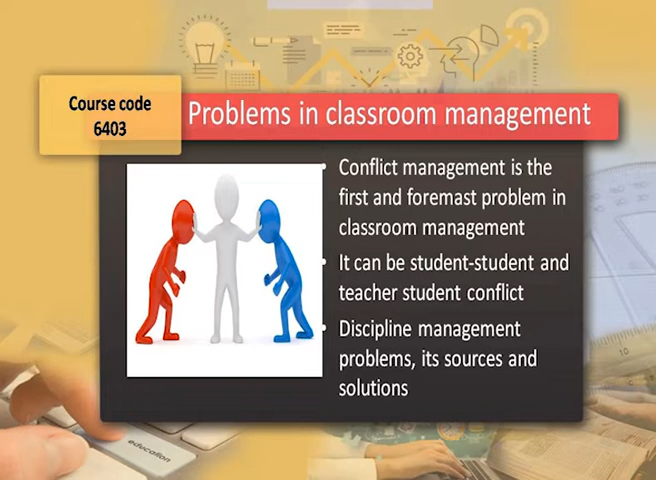 Course code
6403
Problems in classroom management
• Conflict management is the
first and foremast problem in
classroom management
• It can be student-student and
teacher student conflict
• Discipline management
problems, its sources and
solutions
education